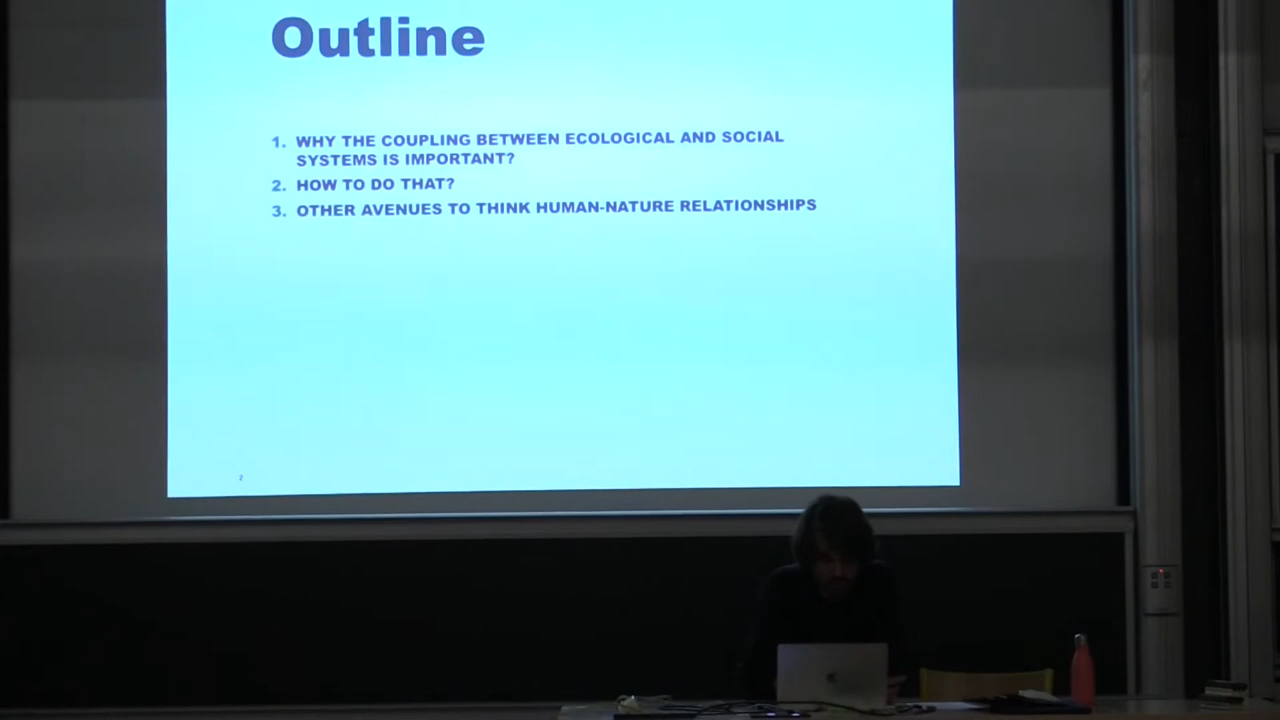 Outline
1. WHY THE COUPLING BETWEEN ECOLOGICAL AND SOCIAL
SYSTEMS IS IMPORTANT?
2. HOW TO DO THAT?
3. OTHER AVENUES TO THINK HUMAN-NATURE RELATIONSHIPS
2